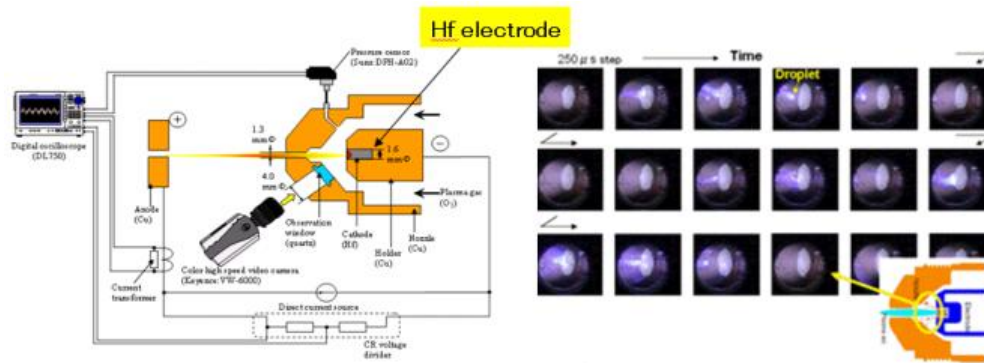 Hf electrode
Pressure sensor
(Sunx:DPH-A02)
Digital oscilloscope
(DL750)
+
1.3
mmΦ
4.0
mmΦ
1.6
mmΦ
−
Anode
(Cu)
Observation
window
(quartz)
Cathode
(Hf)
Holder
(Cu)
Nozzle
(Cu)
Plasma gas
(O₂)
Color high speed video camera
(Keyence: VW-6000)
Current
transformer
Direct current source
CR voltage
divider
250μs step
Time
Droplet
Electrode